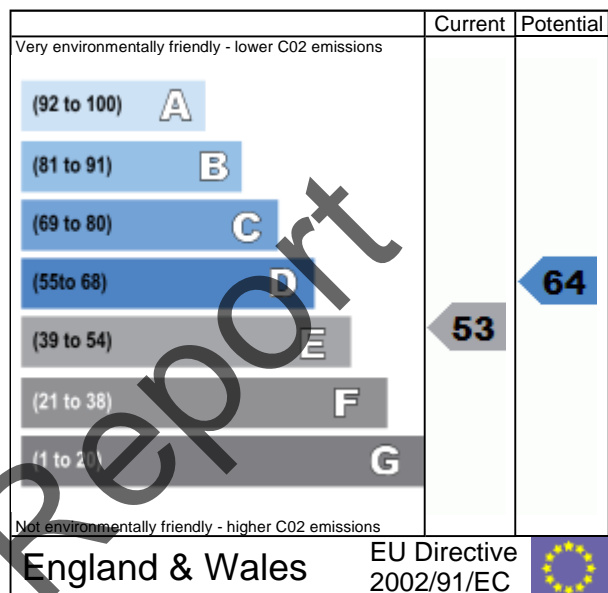 Current Potential
Very environmentally friendly - lower C02 emissions
(92 to 100) A
(81 to 91) B
(69 to 80) C
(55to 68) D
64
(39 to 54) E
53
(21 to 38) F
(1 to 20) G
Not environmentally friendly - higher C02 emissions
England & Wales
EU Directive
2002/91/EC
Report